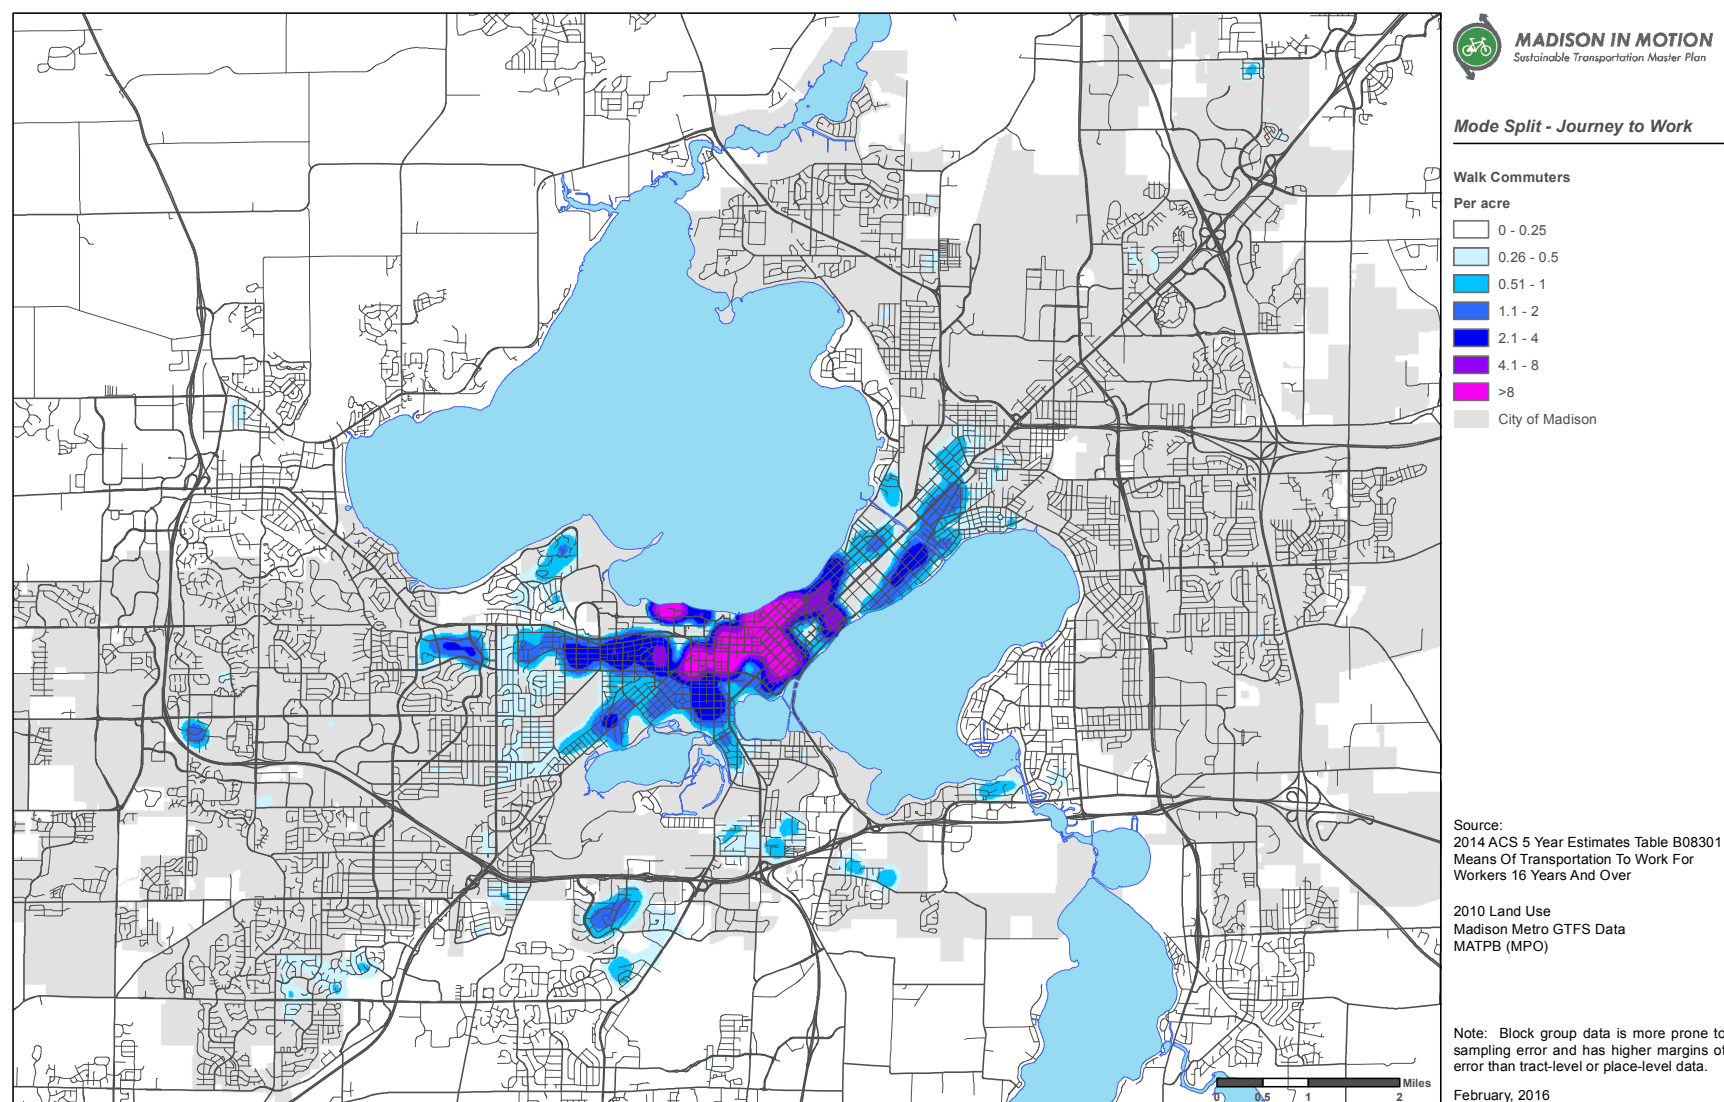 MADISON IN MOTION
Sustainable Transportation Master Plan
Mode Split - Journey to Work
Walk Commuters
Per acre
0 - 0.25
0.26 - 0.5
0.51 - 1
1.1 - 2
2.1 - 4
4.1 - 8
>8
City of Madison
Source:
2014 ACS 5 Year Estimates Table B08301
Means Of Transportation To Work For
Workers 16 Years And Over
2010 Land Use
Madison Metro GTFS Data
MATPB (MPO)
Note: Block group data is more prone to
sampling error and has higher margins of
error than tract-level or place-level data.
February, 2016
Miles
0 0.5 1 2